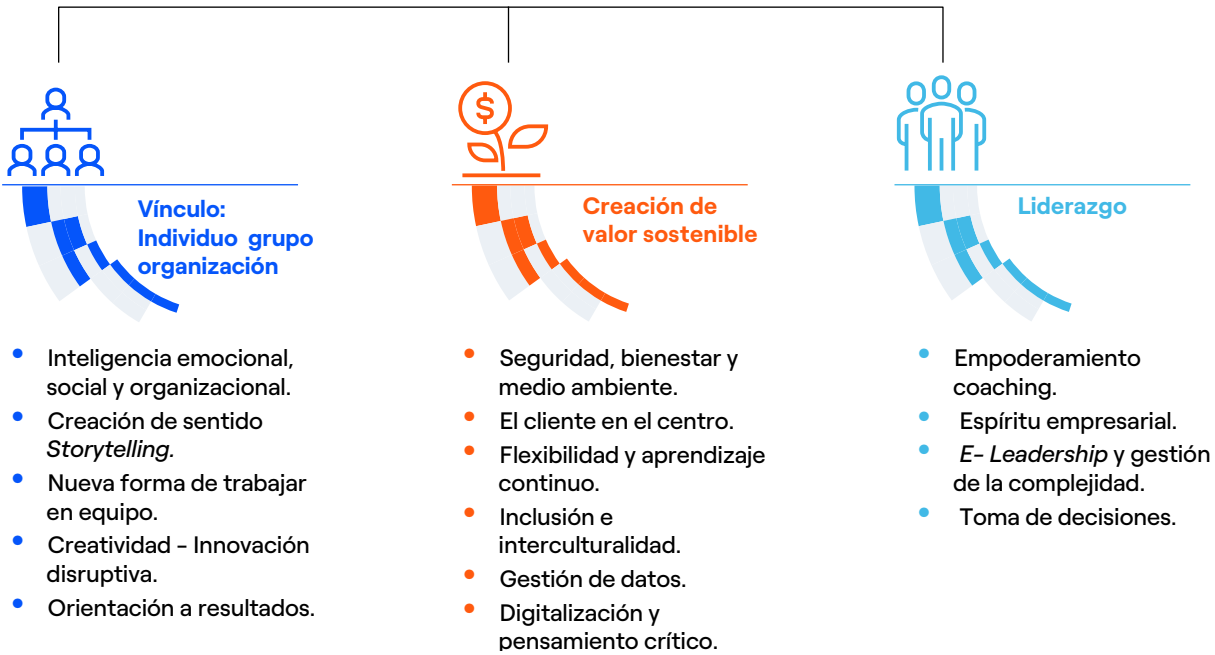 Vínculo:
Individuo grupo
organización
• Inteligencia emocional,
social y organizacional.
• Creación de sentido
Storytelling.
• Nueva forma de trabajar
en equipo.
• Creatividad - Innovación
disruptiva.
• Orientación a resultados.
$
Creación de
valor sostenible
• Seguridad, bienestar y
medio ambiente.
• El cliente en el centro.
• Flexibilidad y aprendizaje
continuo.
• Inclusión e
interculturalidad.
• Gestión de datos.
• Digitalización y
pensamiento crítico.
Liderazgo
• Empoderamiento
coaching.
• Espíritu empresarial.
• E- Leadership y gestión
de la complejidad.
• Toma de decisiones.